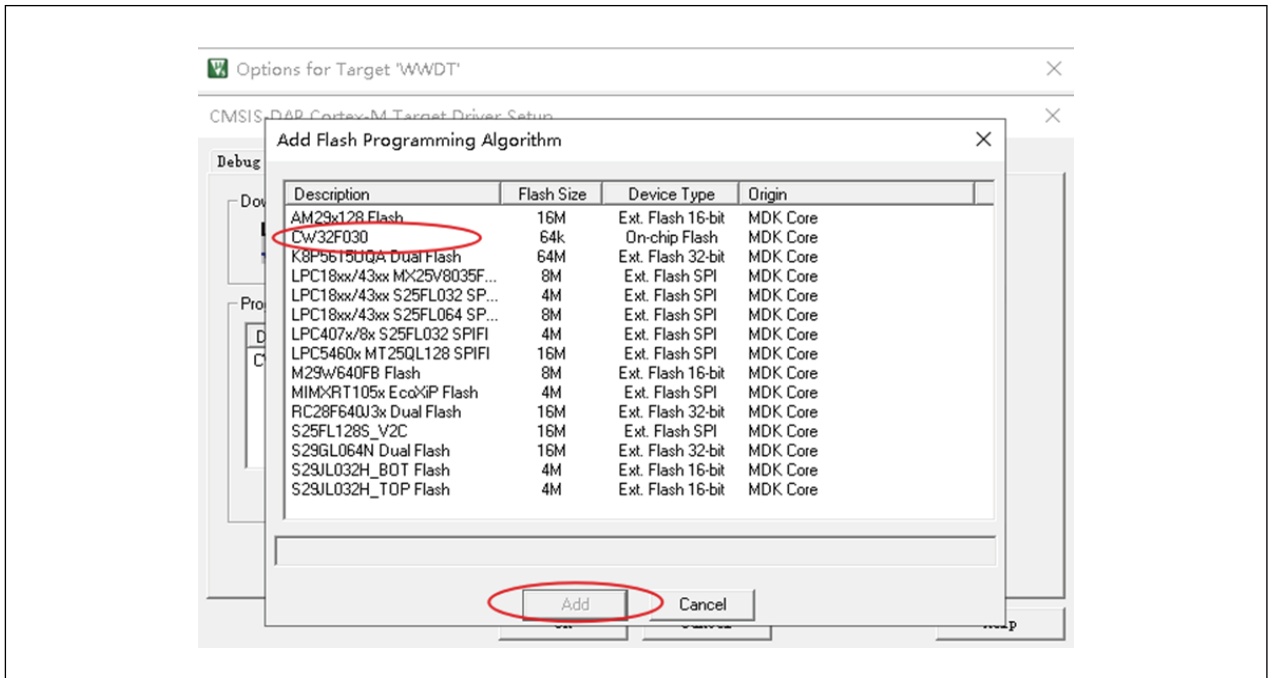 Options for Target 'WWDT'
CMSIS-DAP Cortex-M Target Driver Setup
Add Flash Programming Algorithm
Debug
Description Flash Size Device Type Origin
AM29x128 Flash 16M Ext. Flash 16-bit MDK Core
CW32F030 64k On-chip Flash MDK Core
K8P5615UQA Dual Flash 64M Ext. Flash 32-bit MDK Core
LPC18xx/43xx MX25V8035F... 8M Ext. Flash SPI MDK Core
LPC18xx/43xx S25FL032 SP... 4M Ext. Flash SPI MDK Core
LPC18xx/43xx S25FL064 SP... 8M Ext. Flash SPI MDK Core
LPC407x/8x S25FL032 SPIFI 4M Ext. Flash SPI MDK Core
LPC5460x MT25QL128 SPIFI 16M Ext. Flash SPI MDK Core
M29W640FB Flash 8M Ext. Flash 16-bit MDK Core
MIMXRT105x EcoXiP Flash 4M Ext. Flash SPI MDK Core
RC28F640J3x Dual Flash 16M Ext. Flash 32-bit MDK Core
S25FL128S_V2C 16M Ext. Flash SPI MDK Core
S29GL064N Dual Flash 16M Ext. Flash 32-bit MDK Core
S29JL032H_BOT Flash 4M Ext. Flash 16-bit MDK Core
S29JL032H_TOP Flash 4M Ext. Flash 16-bit MDK Core
Add Cancel